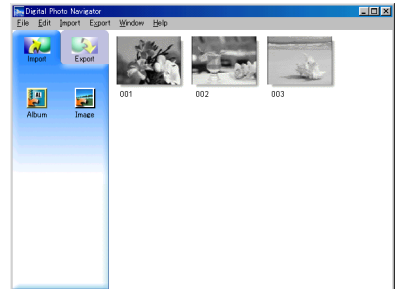 Digital Photo Navigator
File Edit Import Export Window Help
Import Export
001 002 003
Album Image